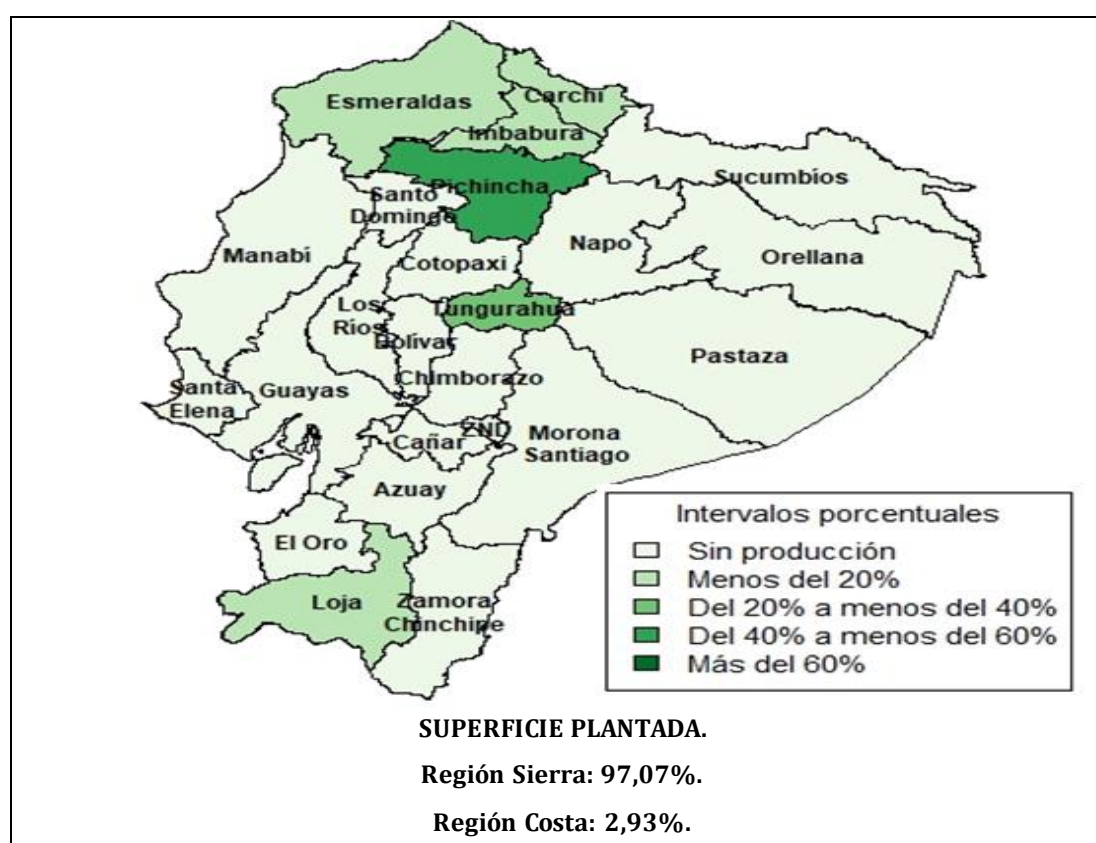 Esmeraldas
Carchi
Imbabura
Pichincha
Sucumbíos
Santo
Domingo
Napo
Orellana
Manabí
Cotopaxi
Tungurahua
Los
Ríos
Bolívar
Pastaza
Chimborazo
Santa
Elena
Guayas
ZND
Cañar
Morona
Santiago
Azuay
El Oro
Loja
Zamora
Chinchipe
Intervalos porcentuales
Sin producción
Menos del 20%
Del 20% a menos del 40%
Del 40% a menos del 60%
Más del 60%
SUPERFICIE PLANTADA.
Región Sierra: 97,07%.
Región Costa: 2,93%.